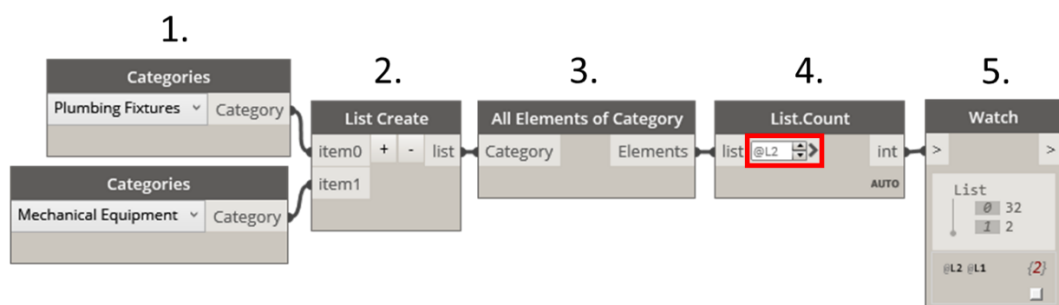 1.
Categories
Plumbing Fixtures Category
Categories
Mechanical Equipment Category
2.
List Create
item0 + - list
item1
3.
All Elements of Category
Category Elements
4.
List.Count
list @L2 > int
AUTO
5.
Watch
> >
List
0 32
1 2
@L2 @L1 {2}